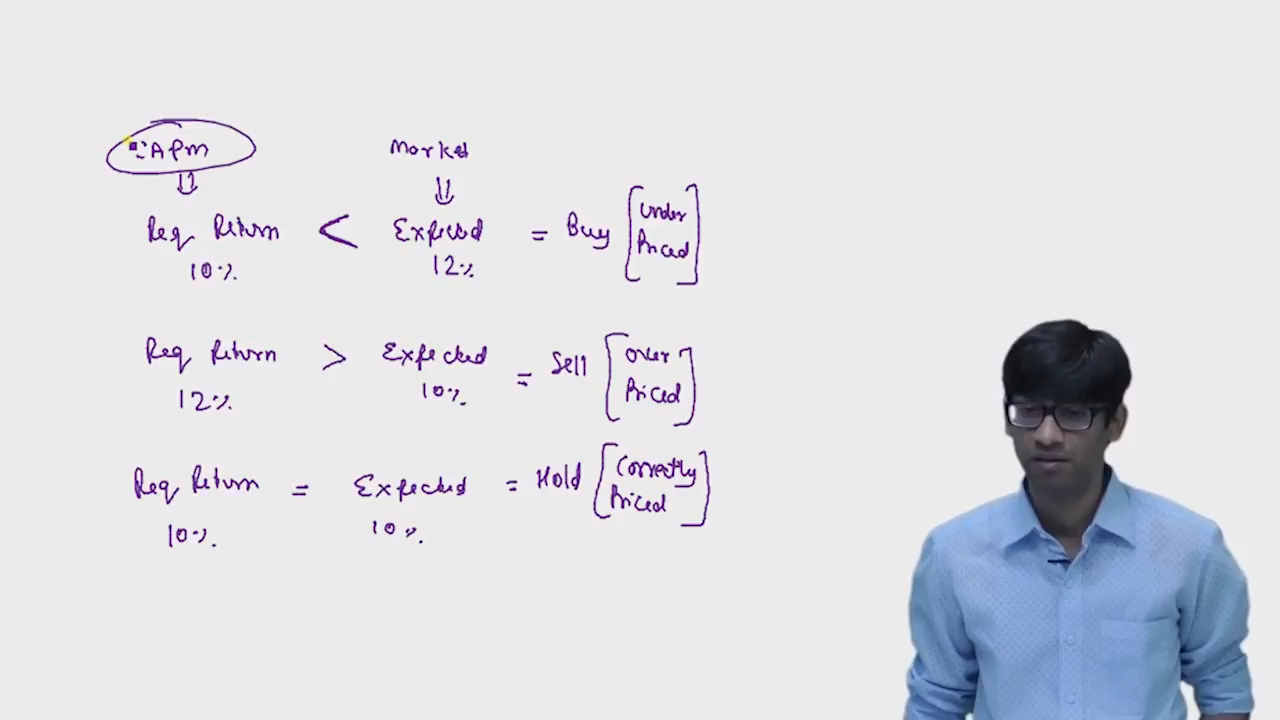 CAPM Market
Req Return < Expected = Buy [Under Priced]
10% 12%
Req Return > Expected = Sell [Over Priced]
12% 10%
Req Return = Expected = Hold [Correctly Priced]
10% 10%